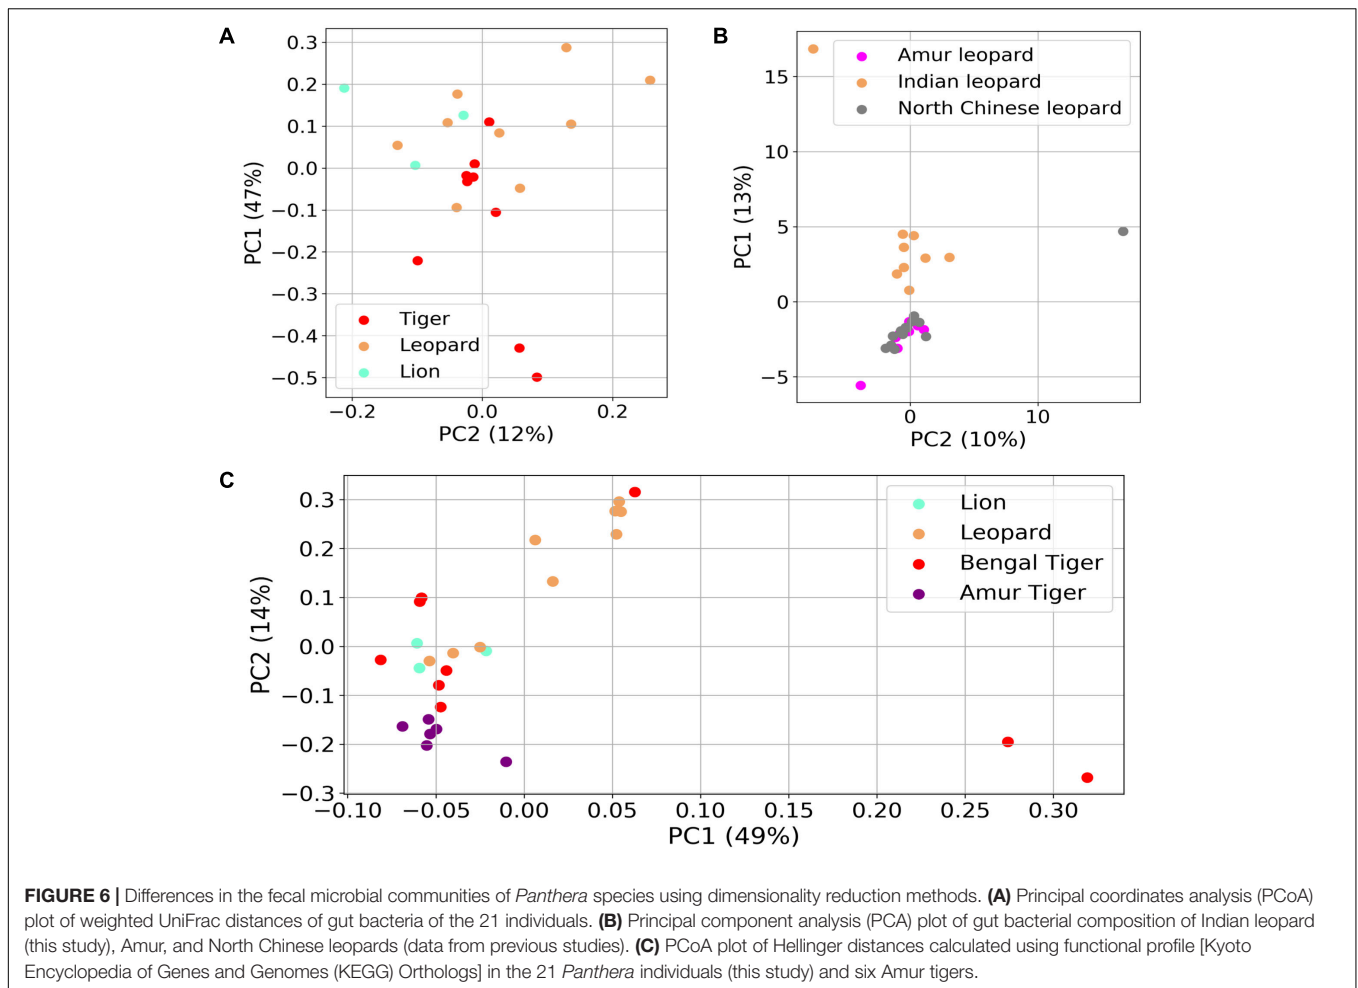 A
0.3
0.2
0.1
0.0
−0.1
−0.2
−0.3
−0.4
−0.5
PC1 (47%)
Tiger
Leopard
Lion
−0.2 0.0 0.2
PC2 (12%)
B
15
10
5
0
−5
PC1 (13%)
Amur leopard
Indian leopard
North Chinese leopard
0 10
PC2 (10%)
C
0.3
0.2
0.1
0.0
−0.1
−0.2
−0.3
PC2 (14%)
Lion
Leopard
Bengal Tiger
Amur Tiger
−0.10 −0.05 0.00 0.05 0.10 0.15 0.20 0.25 0.30
PC1 (49%)
FIGURE 6 | Differences in the fecal microbial communities of Panthera species using dimensionality reduction methods. (A) Principal coordinates analysis (PCoA)
plot of weighted UniFrac distances of gut bacteria of the 21 individuals. (B) Principal component analysis (PCA) plot of gut bacterial composition of Indian leopard
(this study), Amur, and North Chinese leopards (data from previous studies). (C) PCoA plot of Hellinger distances calculated using functional profile [Kyoto
Encyclopedia of Genes and Genomes (KEGG) Orthologs] in the 21 Panthera individuals (this study) and six Amur tigers.